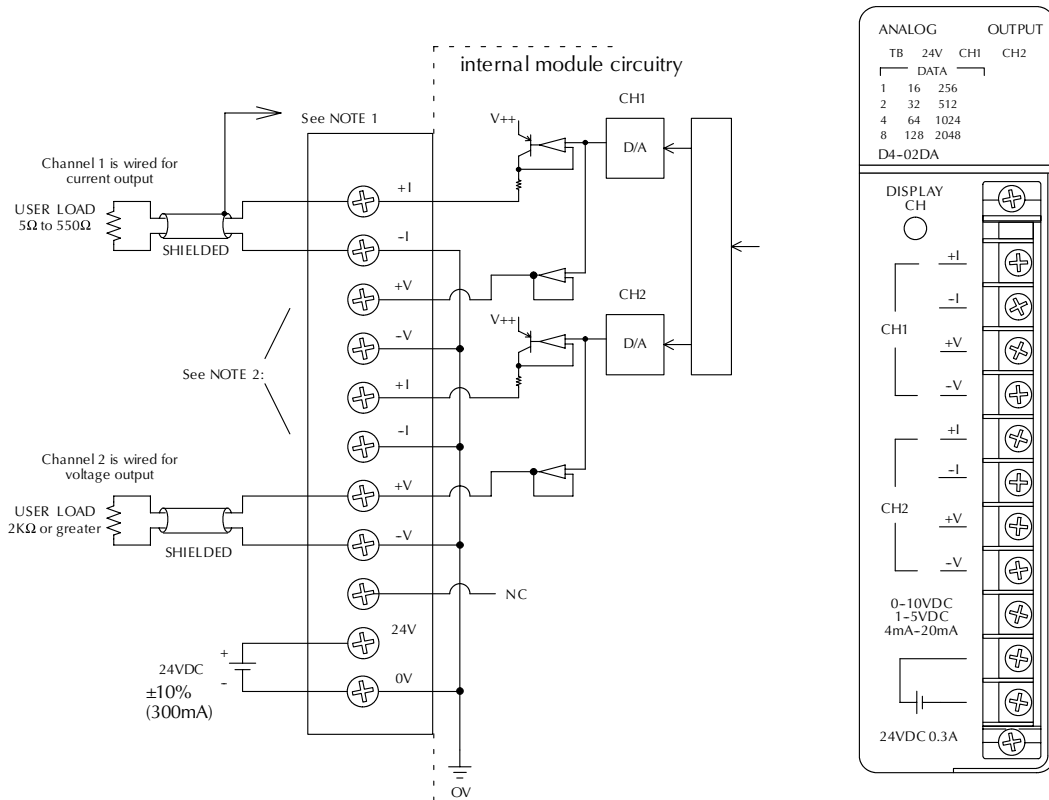 internal module circuitry
See NOTE 1
CH1
V++
D/A
Channel 1 is wired for
current output
USER LOAD
5Ω to 550Ω
SHIELDED
+I
-I
+V
CH2
V++
D/A
-V
See NOTE 2:
+I
-I
Channel 2 is wired for
voltage output
USER LOAD
2KΩ or greater
SHIELDED
+V
-V
NC
24V
+
24VDC
-
±10%
(300mA)
0V
OV
ANALOG OUTPUT
TB 24V CH1 CH2
DATA
1 16 256
2 32 512
4 64 1024
8 128 2048
D4-02DA
DISPLAY
CH
+I
-I
CH1
+V
-V
+I
-I
CH2
+V
-V
0-10VDC
1-5VDC
4mA-20mA
24VDC 0.3A